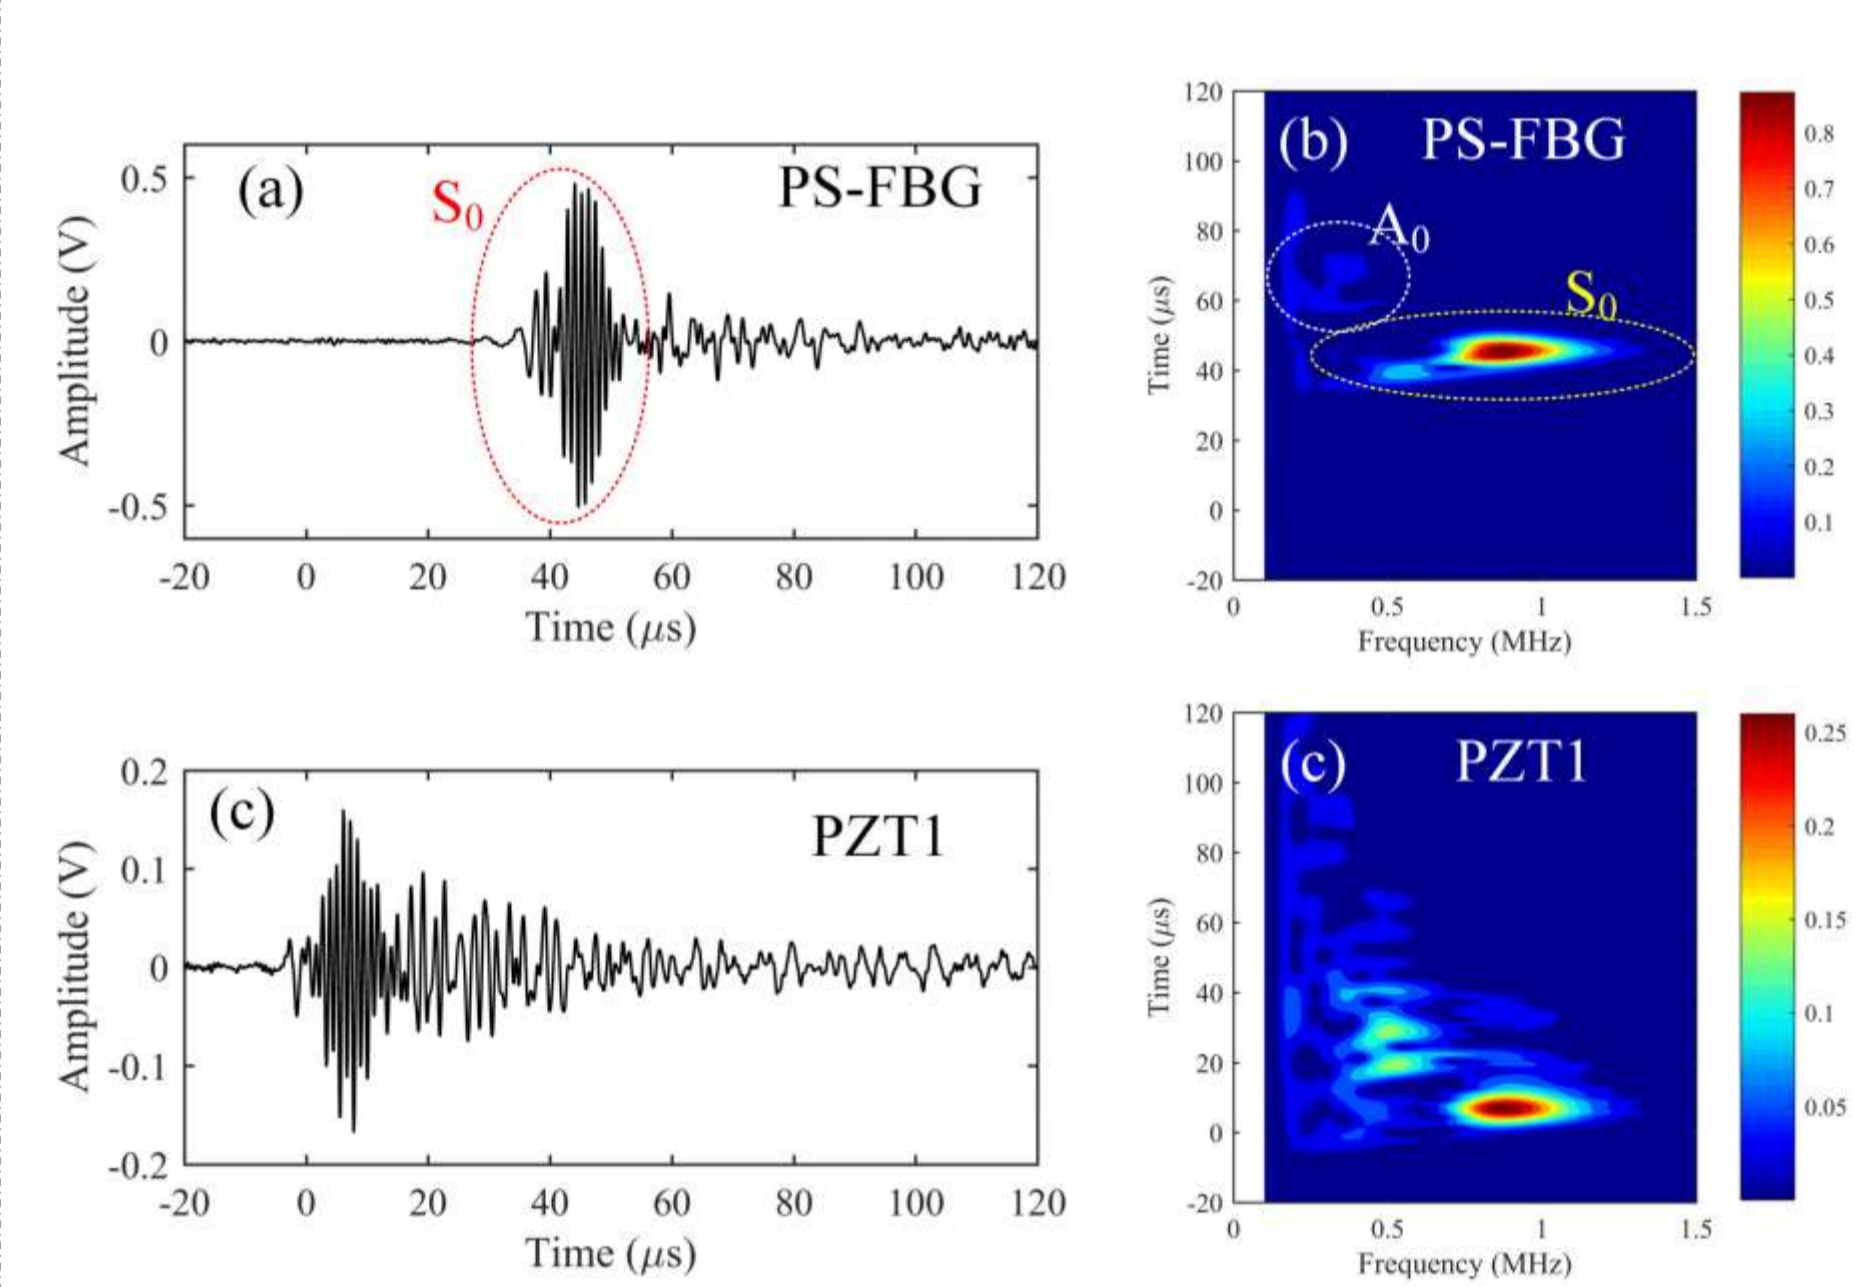 (a)
PS-FBG
S₀
0.5
0
-0.5
Amplitude (V)
-20 0 20 40 60 80 100 120
Time (μs)
(b)
PS-FBG
A₀
S₀
120
100
80
60
40
20
0
-20
Time (μs)
0 0.5 1 1.5
Frequency (MHz)
0.8
0.7
0.6
0.5
0.4
0.3
0.2
0.1
(c)
PZT1
0.2
0.1
0
-0.1
-0.2
Amplitude (V)
-20 0 20 40 60 80 100 120
Time (μs)
(c)
PZT1
120
100
80
60
40
20
0
-20
Time (μs)
0 0.5 1 1.5
Frequency (MHz)
0.25
0.2
0.15
0.1
0.05